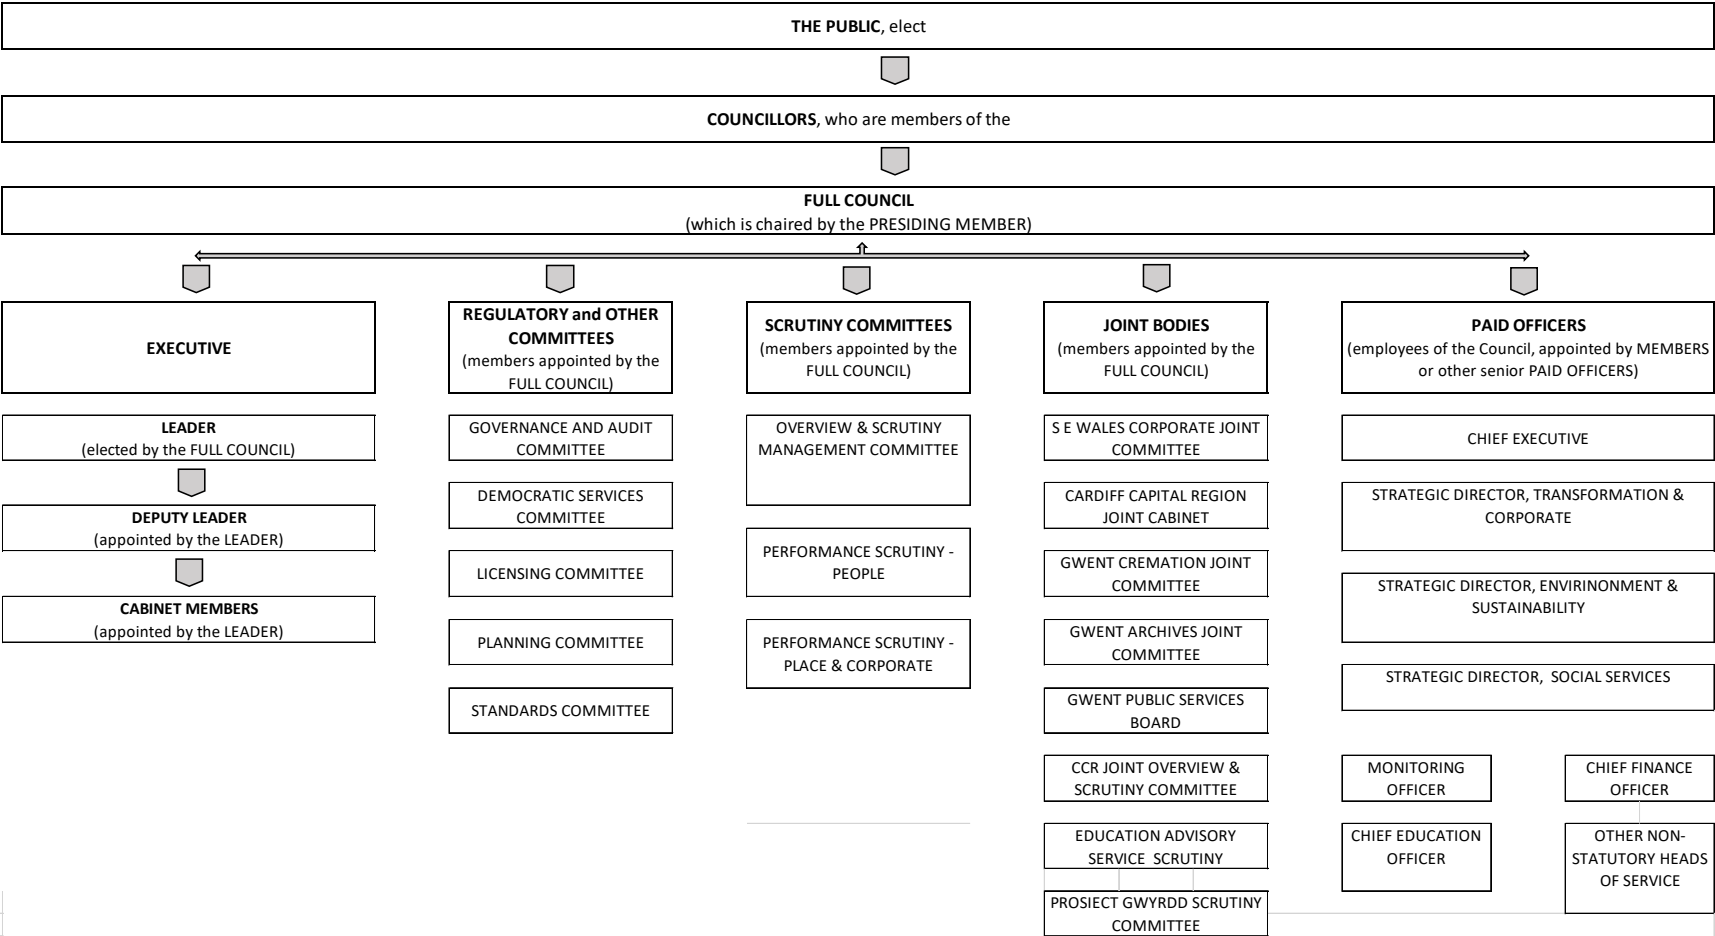 THE PUBLIC, elect
COUNCILLORS, who are members of the
FULL COUNCIL
(which is chaired by the PRESIDING MEMBER)
EXECUTIVE
LEADER
(elected by the FULL COUNCIL)
DEPUTY LEADER
(appointed by the LEADER)
CABINET MEMBERS
(appointed by the LEADER)
REGULATORY and OTHER
COMMITTEES
(members appointed by the
FULL COUNCIL)
GOVERNANCE AND AUDIT
COMMITTEE
DEMOCRATIC SERVICES
COMMITTEE
LICENSING COMMITTEE
PLANNING COMMITTEE
STANDARDS COMMITTEE
SCRUTINY COMMITTEES
(members appointed by the
FULL COUNCIL)
OVERVIEW & SCRUTINY
MANAGEMENT COMMITTEE
PERFORMANCE SCRUTINY -
PEOPLE
PERFORMANCE SCRUTINY -
PLACE & CORPORATE
JOINT BODIES
(members appointed by the
FULL COUNCIL)
S E WALES CORPORATE JOINT
COMMITTEE
CARDIFF CAPITAL REGION
JOINT CABINET
GWENT CREMATION JOINT
COMMITTEE
GWENT ARCHIVES JOINT
COMMITTEE
GWENT PUBLIC SERVICES
BOARD
CCR JOINT OVERVIEW &
SCRUTINY COMMITTEE
EDUCATION ADVISORY
SERVICE SCRUTINY
PROSIECT GWYRDD SCRUTINY
COMMITTEE
PAID OFFICERS
(employees of the Council, appointed by MEMBERS
or other senior PAID OFFICERS)
CHIEF EXECUTIVE
STRATEGIC DIRECTOR, TRANSFORMATION &
CORPORATE
STRATEGIC DIRECTOR, ENVIRINONMENT &
SUSTAINABILITY
STRATEGIC DIRECTOR, SOCIAL SERVICES
MONITORING
OFFICER
CHIEF FINANCE
OFFICER
CHIEF EDUCATION
OFFICER
OTHER NON-
STATUTORY HEADS
OF SERVICE